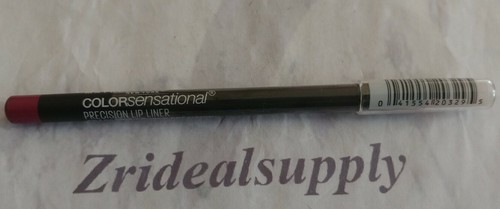 COLORsensational®
PRECISION LIP LINER
Zridealsupply